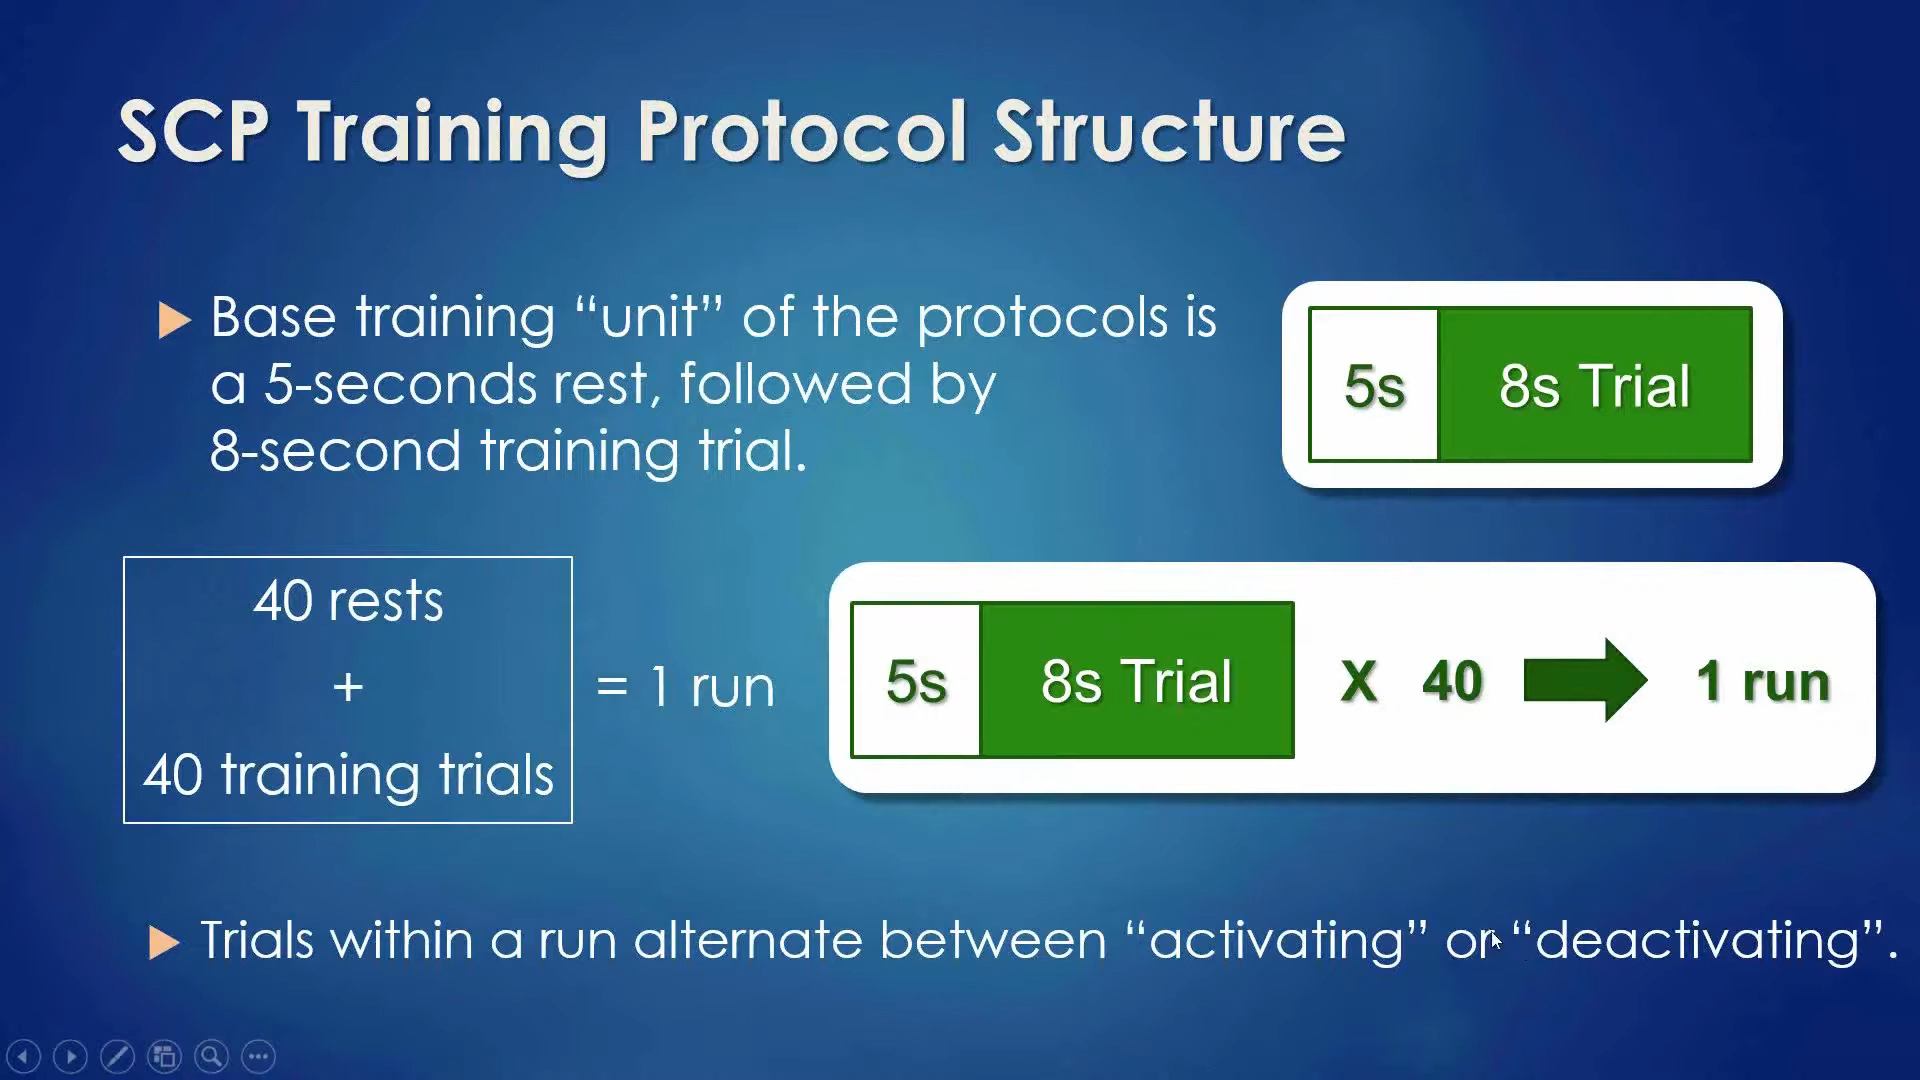 SCP Training Protocol Structure
Base training “unit” of the protocols is
a 5-seconds rest, followed by
8-second training trial.
5s 8s Trial
40 rests
+
40 training trials
= 1 run
5s 8s Trial X 40 1 run
Trials within a run alternate between “activating” or “deactivating”.